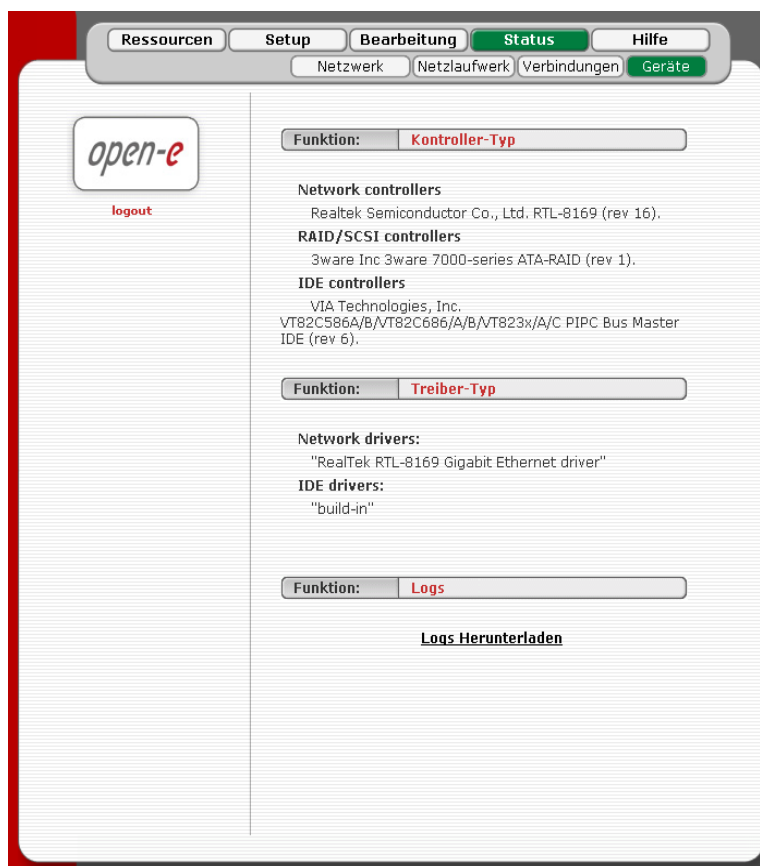 Ressourcen Setup Bearbeitung Status Hilfe
Netzwerk Netzlaufwerk Verbindungen Geräte
open-e
logout
Funktion: Kontroller-Typ
Network controllers
Realtek Semiconductor Co., Ltd. RTL-8169 (rev 16).
RAID/SCSI controllers
3ware Inc 3ware 7000-series ATA-RAID (rev 1).
IDE controllers
VIA Technologies, Inc.
VT82C586A/B/VT82C686/A/B/VT823x/A/C PIPC Bus Master
IDE (rev 6).
Funktion: Treiber-Typ
Network drivers:
"RealTek RTL-8169 Gigabit Ethernet driver"
IDE drivers:
"build-in"
Funktion: Logs
Logs Herunterladen